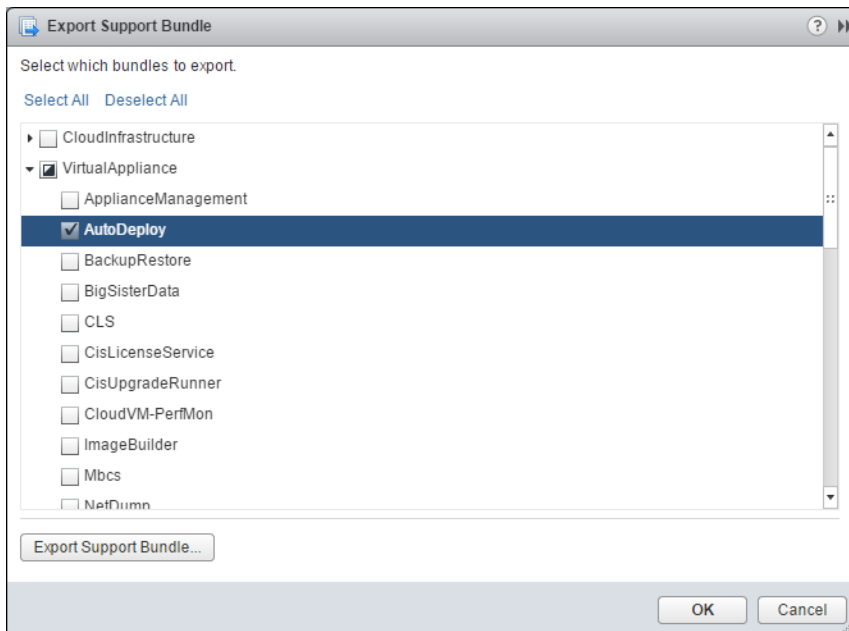 Export Support Bundle
Select which bundles to export.
Select All Deselect All
CloudInfrastructure
VirtualAppliance
ApplianceManagement
AutoDeploy
BackupRestore
BigSisterData
CLS
CisLicenseService
CisUpgradeRunner
CloudVM-PerfMon
ImageBuilder
Mbcs
NetDump
Export Support Bundle...
OK Cancel